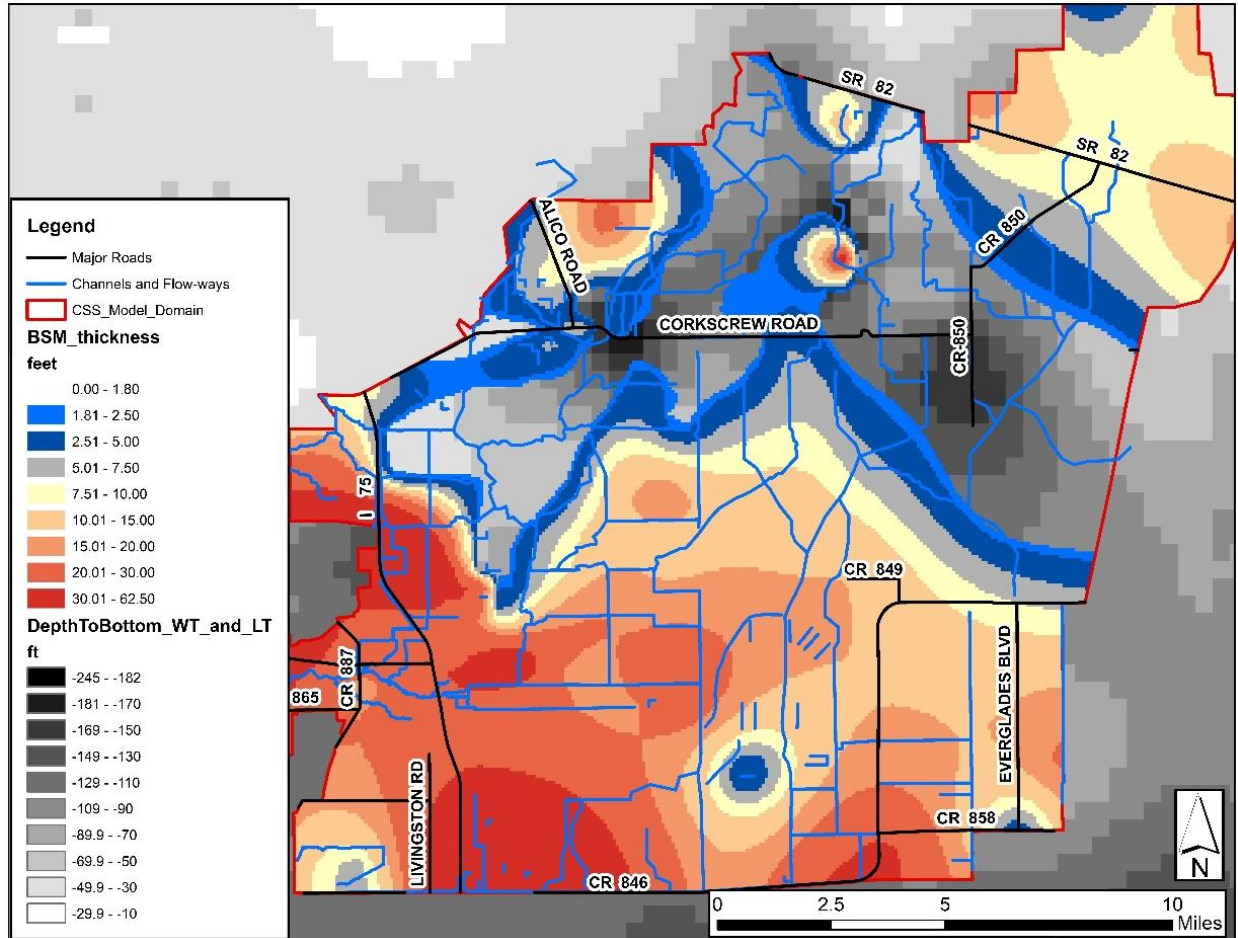 Legend
Major Roads
Channels and Flow-ways
CSS_Model_Domain
BSM_thickness
feet
0.00 - 1.80
1.81 - 2.50
2.51 - 5.00
5.01 - 7.50
7.51 - 10.00
10.01 - 15.00
15.01 - 20.00
20.01 - 30.00
30.01 - 62.50
DepthToBottom_WT_and_LT
ft
-245 - -182
-181 - -170
-169 - -150
-149 - -130
-129 - -110
-109 - -90
-89.9 - -70
-69.9 - -50
-49.9 - -30
-29.9 - -10
SR 82
SR 82
CR 850
ALICO ROAD
CORKSCREW ROAD
CR-850
I 75
CR 849
CR 887
865
EVERGLADES BLVD
LIVINGSTON RD
CR 858
CR 846
N
0 2.5 5 10
Miles